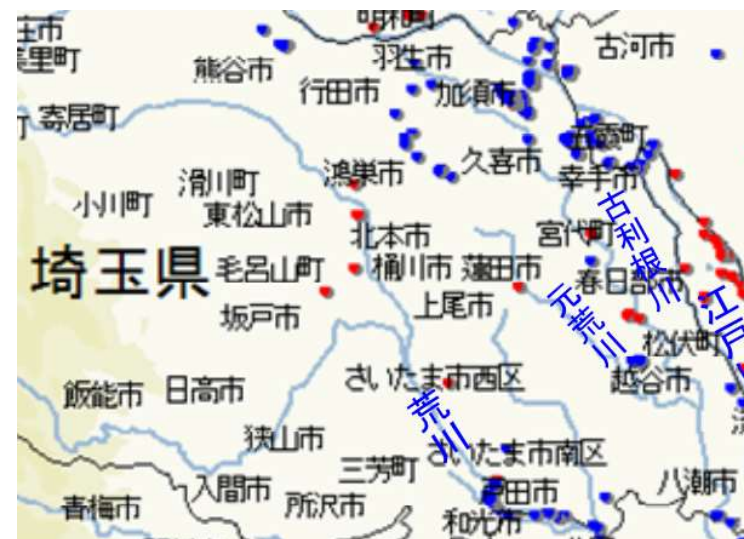 明和町
庄市
美里町
羽生市
古河市
熊谷市
行田市
加須市
寄居町
五霞町
久喜市
鴻巣市
幸手市
滑川町
小川町
東松山市
古利根川
北本市
宮代町
埼玉県
毛呂山町
桶川市
蓮田市
春日部市
元荒川
江戸
上尾市
坂戸市
松伏町
さいたま市西区
越谷市
飯能市
日高市
荒川
狭山市
さいたま市南区
三芳町
八潮市
入間市
戸田市
所沢市
青梅市
和光市